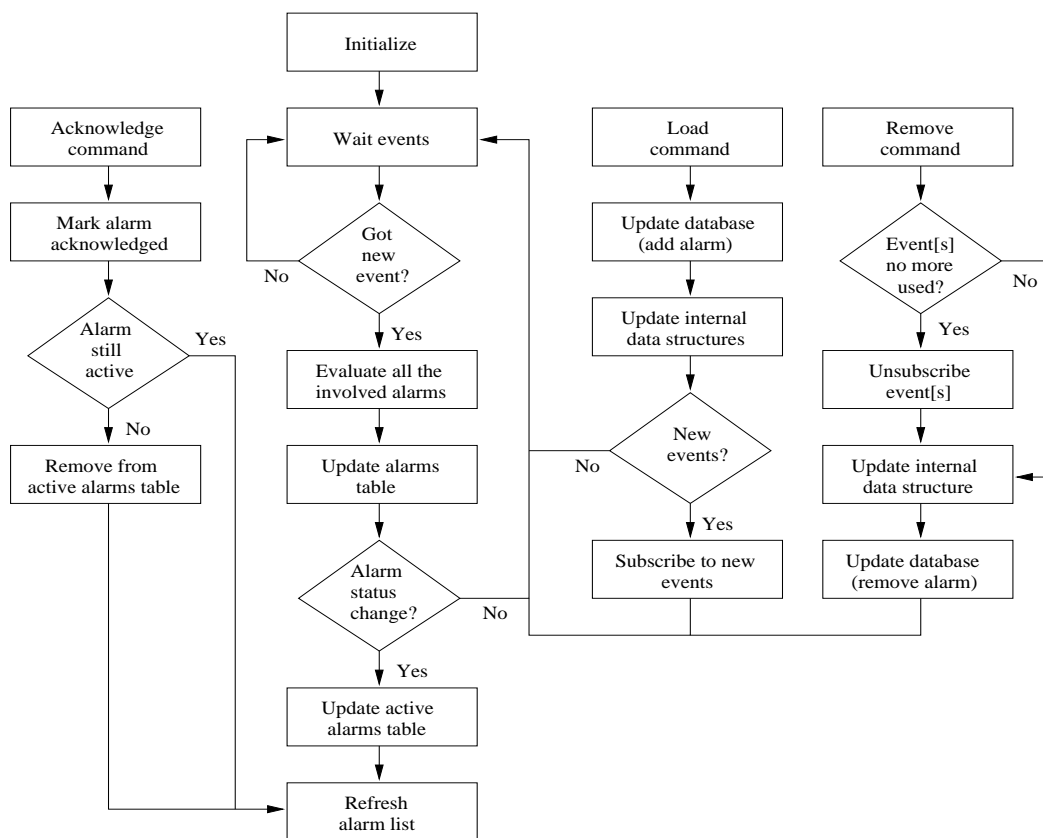 Initialize
Acknowledge
command
Mark alarm
acknowledged
Alarm
still
active
Yes
No
Remove from
active alarms table
Wait events
Got
new
event?
No
Yes
Evaluate all the
involved alarms
Update alarms
table
Alarm
status
change?
No
Yes
Update active
alarms table
Refresh
alarm list
Load
command
Update database
(add alarm)
Update internal
data structures
New
events?
No
Yes
Subscribe to new
events
Remove
command
Event[s]
no more
used?
No
Yes
Unsubscribe
event[s]
Update internal
data structure
Update database
(remove alarm)